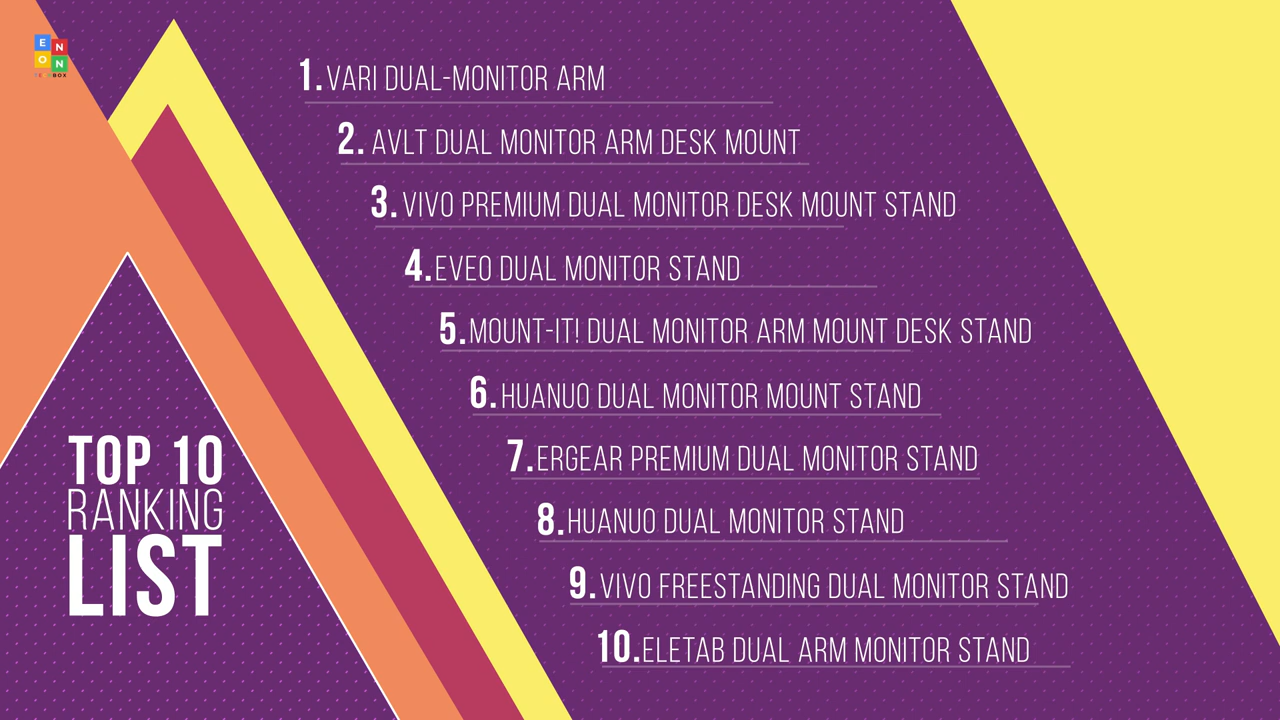 E N
O N
1. VARI DUAL-MONITOR ARM
2. AVLT DUAL MONITOR ARM DESK MOUNT
3. VIVO PREMIUM DUAL MONITOR DESK MOUNT STAND
4. EVEO DUAL MONITOR STAND
5. MOUNT-IT! DUAL MONITOR ARM MOUNT DESK STAND
6. HUANUO DUAL MONITOR MOUNT STAND
7. ERGEAR PREMIUM DUAL MONITOR STAND
8. HUANUO DUAL MONITOR STAND
9. VIVO FREESTANDING DUAL MONITOR STAND
10. ELETAB DUAL ARM MONITOR STAND
TOP 10
RANKING
LIST